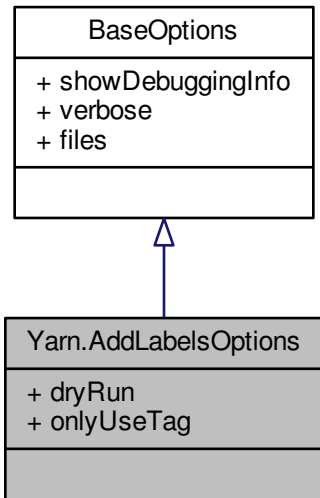 BaseOptions
+ showDebuggingInfo
+ verbose
+ files
Yarn.AddLabelsOptions
+ dryRun
+ onlyUseTag